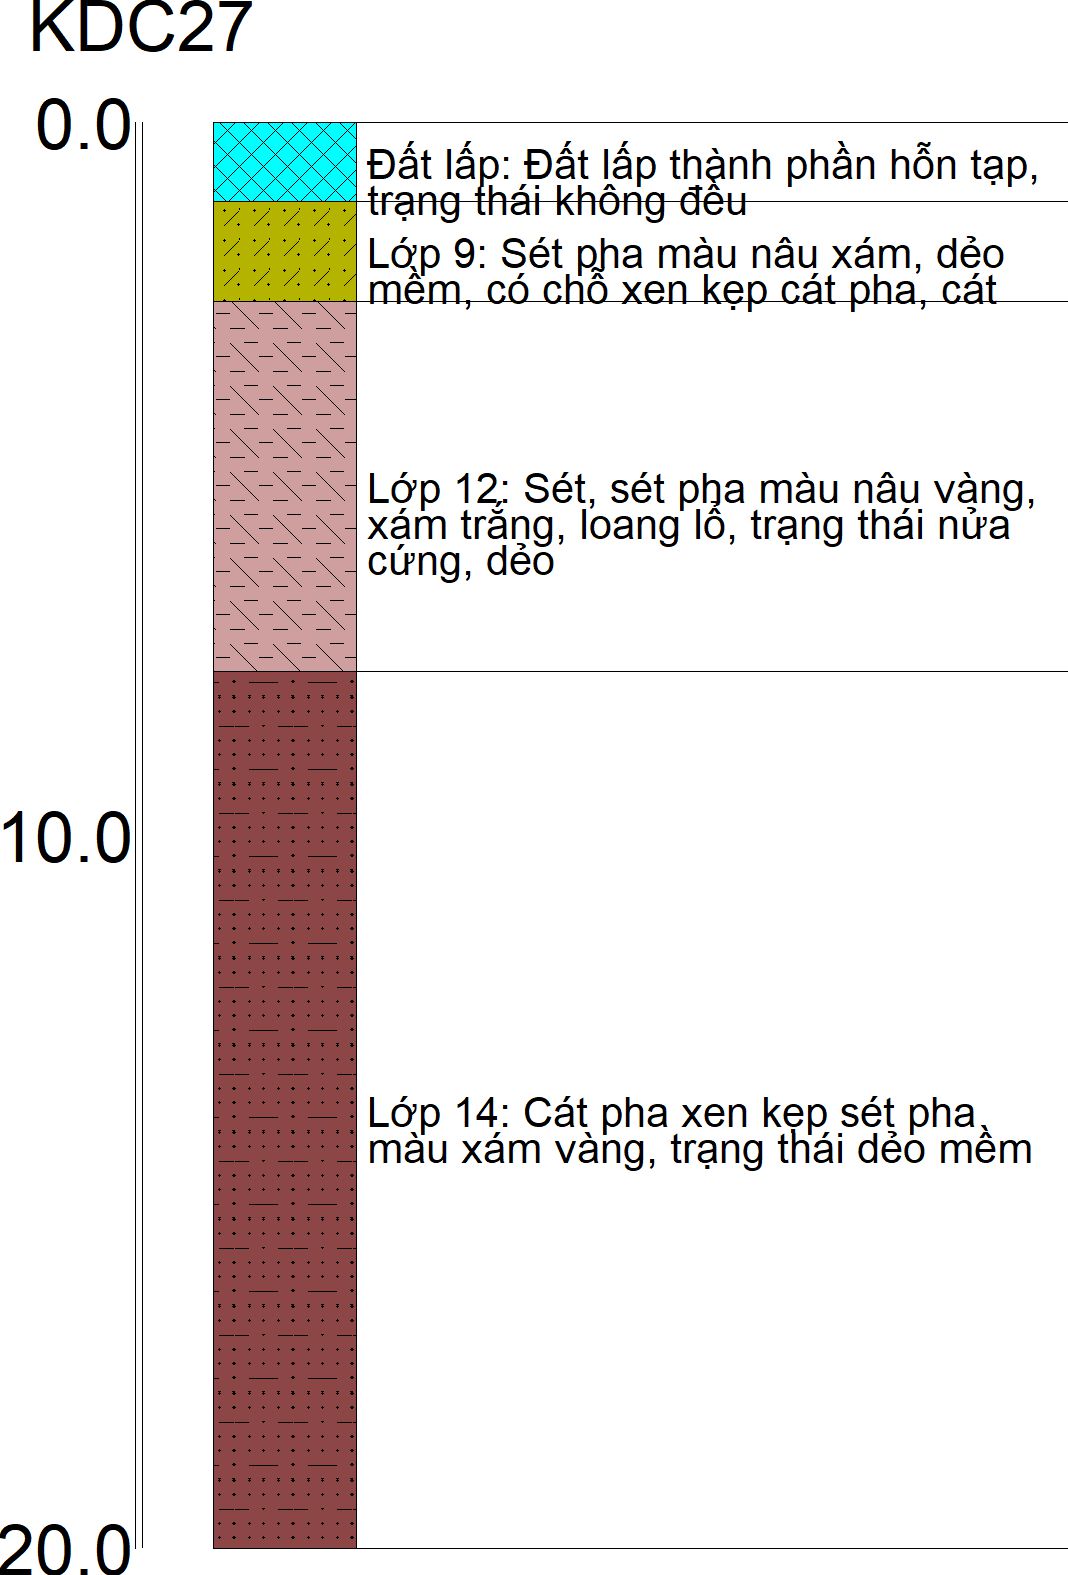 KDC27
0.0
Đất lấp: Đất lấp thành phần hỗn tạp,
trạng thái không đều
Lớp 9: Sét pha màu nâu xám, dẻo
mềm, có chỗ xen kẹp cát pha, cát
Lớp 12: Sét, sét pha màu nâu vàng,
xám trắng, loang lổ, trạng thái nửa
cứng, dẻo
10.0
Lớp 14: Cát pha xen kẹp sét pha
màu xám vàng, trạng thái dẻo mềm
20.0